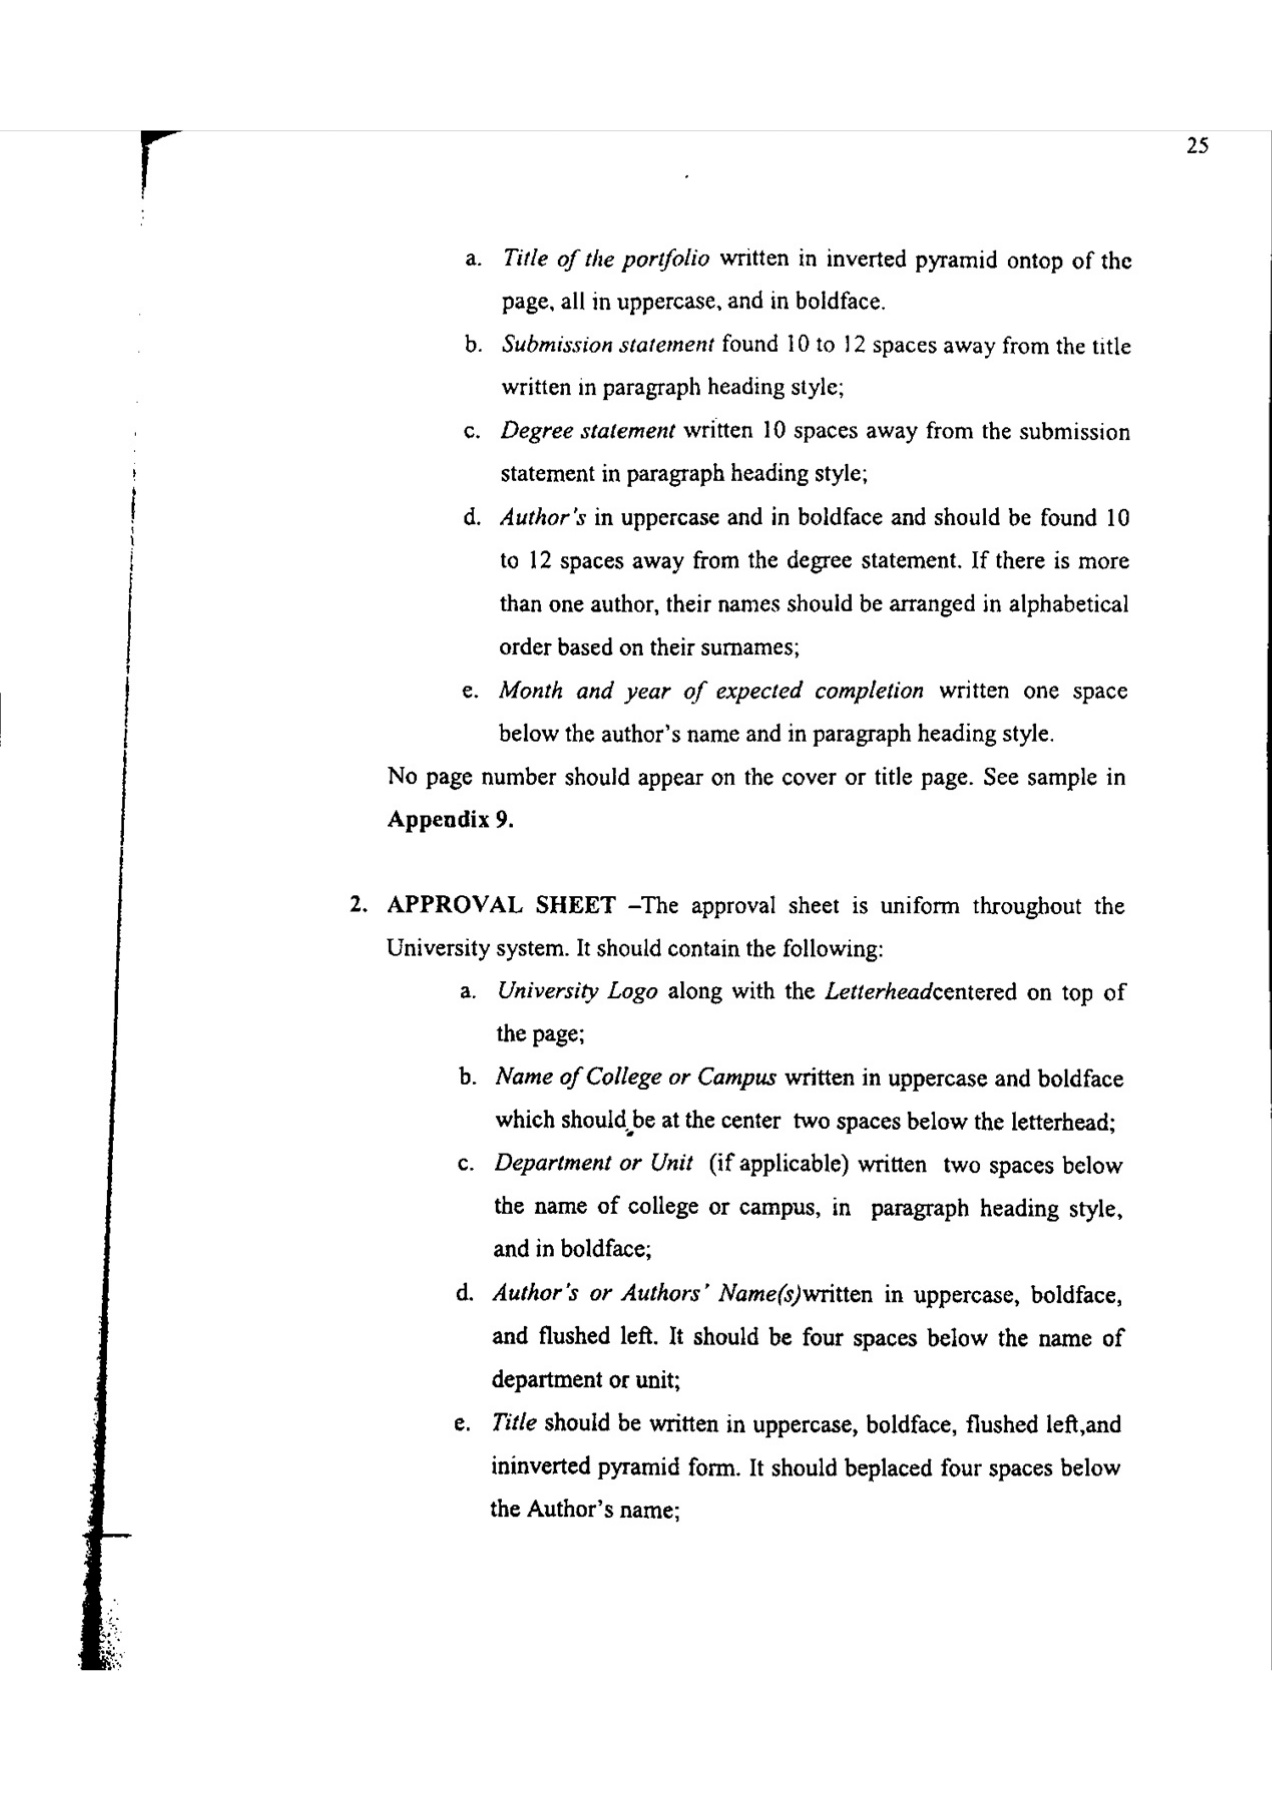 25
a. Title of the portfolio written in inverted pyramid ontop of the
page, all in uppercase, and in boldface.
b. Submission statement found 10 to 12 spaces away from the title
written in paragraph heading style;
c. Degree statement written 10 spaces away from the submission
statement in paragraph heading style;
d. Author's in uppercase and in boldface and should be found 10
to 12 spaces away from the degree statement. If there is more
than one author, their names should be arranged in alphabetical
order based on their surnames;
e. Month and year of expected completion written one space
below the author's name and in paragraph heading style.
No page number should appear on the cover or title page. See sample in
Appendix 9.
2. APPROVAL SHEET –The approval sheet is uniform throughout the
University system. It should contain the following:
a. University Logo along with the Letterheadcentered on top of
the page;
b. Name of College or Campus written in uppercase and boldface
which should be at the center two spaces below the letterhead;
c. Department or Unit (if applicable) written two spaces below
the name of college or campus, in paragraph heading style,
and in boldface;
d. Author's or Authors' Name(s)written in uppercase, boldface,
and flushed left. It should be four spaces below the name of
department or unit;
e. Title should be written in uppercase, boldface, flushed left,and
ininverted pyramid form. It should beplaced four spaces below
the Author's name;